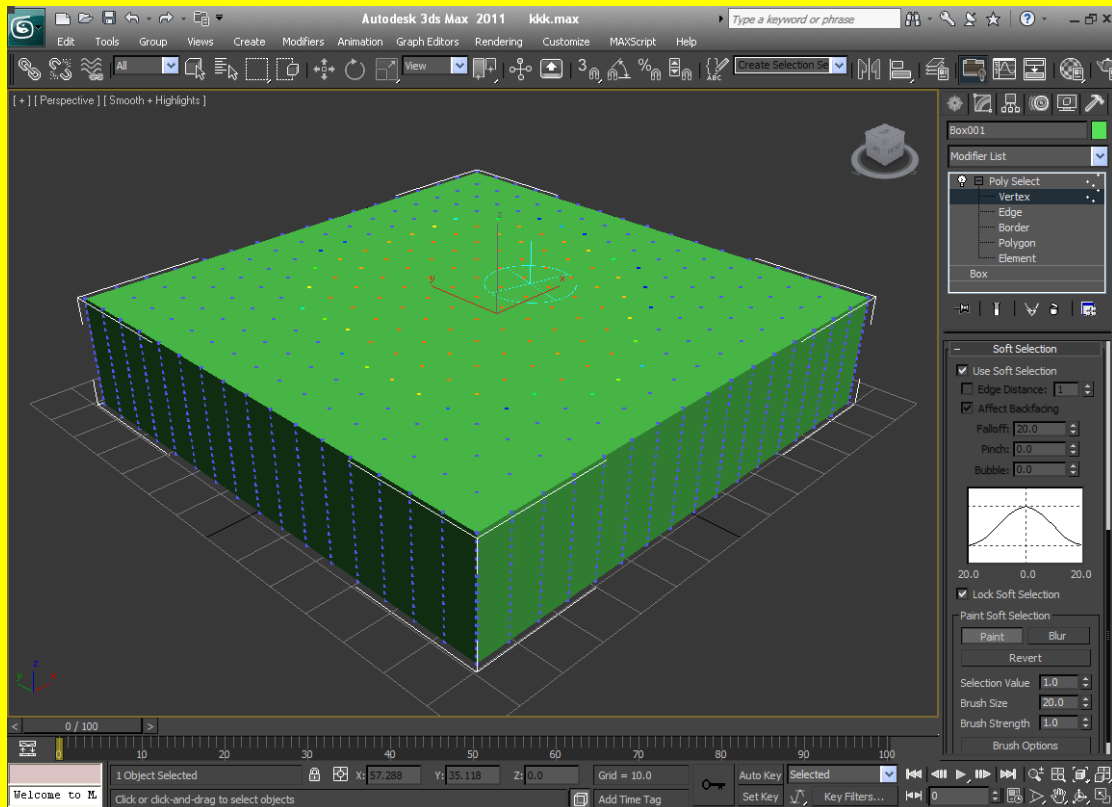 Autodesk 3ds Max 2011 kkk.max
Type a keyword or phrase
Edit Tools Group Views Create Modifiers Animation Graph Editors Rendering Customize MAXScript Help
All View 3 ABC Create Selection Se
[ + ] [ Perspective ] [ Smooth + Highlights ]
Box001
Modifier List
Poly Select
Vertex
Edge
Border
Polygon
Element
Box
z
y x
Soft Selection
Use Soft Selection
Edge Distance: 1
Affect Backfacing
Falloff: 20.0
Pinch: 0.0
Bubble: 0.0
20.0 0.0 20.0
Lock Soft Selection
Paint Soft Selection
Paint Blur
Revert
Selection Value 1.0
Brush Size 20.0
Brush Strength 1.0
Brush Options
z
y x
< 0 / 100 >
0 10 20 30 40 50 60 70 80 90 100
1 Object Selected X: 57.288 Y: 35.118 Z: 0.0 Grid = 10.0 Auto Key Selected
Welcome to M. Click or click-and-drag to select objects Add Time Tag Set Key Key Filters... 0